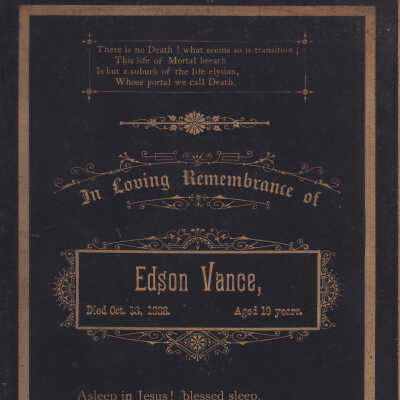 There is no Death! what seems so is transition;
This life of Mortal breath
Is but a suburb of the life elysian,
Whose portal we call Death.
In Loving Remembrance of
Edson Vance,
Died Oct. Aged 19 years.
Asleep in Jesus! blessed sleep,